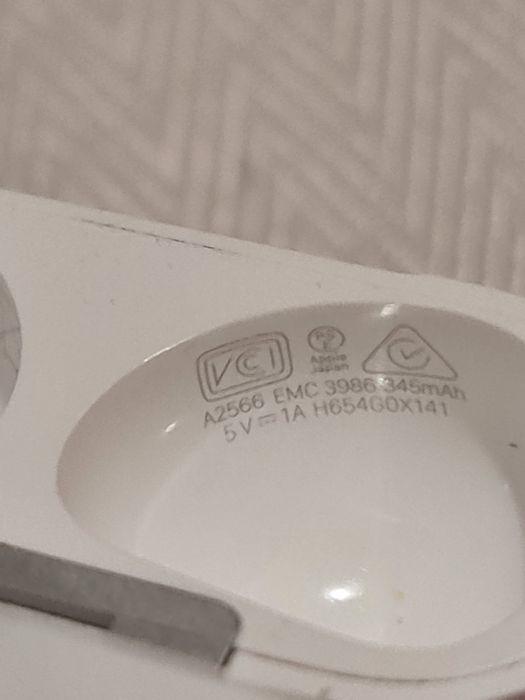 VCI
PS
E
Apple
Japan
A2566 EMC 3986 345mAh
5V⎓1A H654G0X141